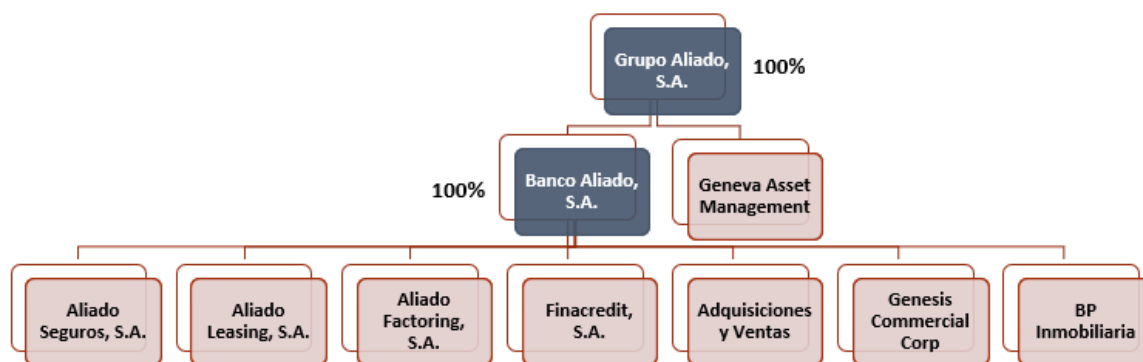 Grupo Aliado,
S.A.
100%
100%
Banco Aliado,
S.A.
Geneva Asset
Management
Aliado
Seguros, S.A.
Aliado
Leasing, S.A.
Aliado
Factoring,
S.A.
Finacredit,
S.A.
Adquisiciones
y Ventas
Genesis
Commercial
Corp
BP
Inmobiliaria